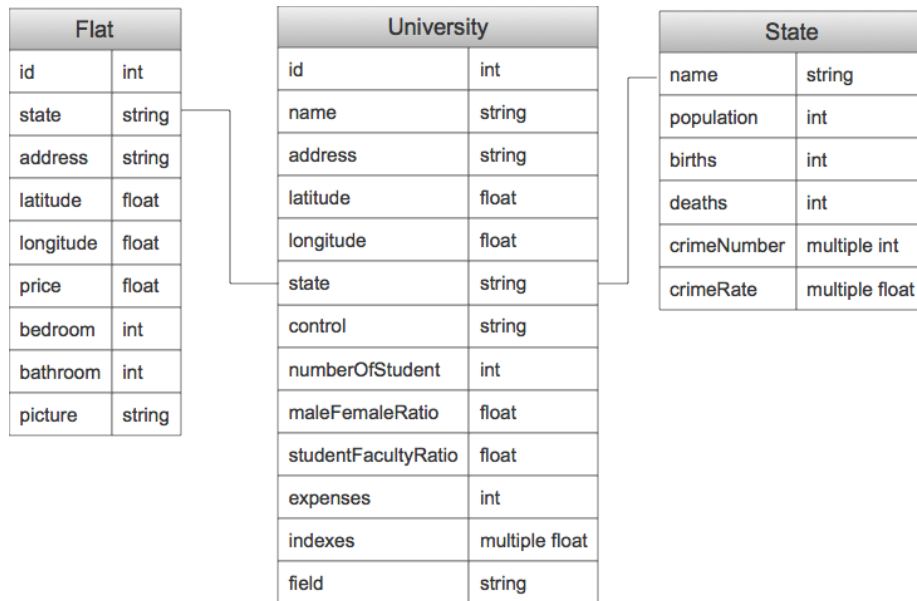 Flat
id int
state string
address string
latitude float
longitude float
price float
bedroom int
bathroom int
picture string
University
id int
name string
address string
latitude float
longitude float
state string
control string
numberOfStudent int
maleFemaleRatio float
studentFacultyRatio float
expenses int
indexes multiple float
field string
State
name string
population int
births int
deaths int
crimeNumber multiple int
crimeRate multiple float